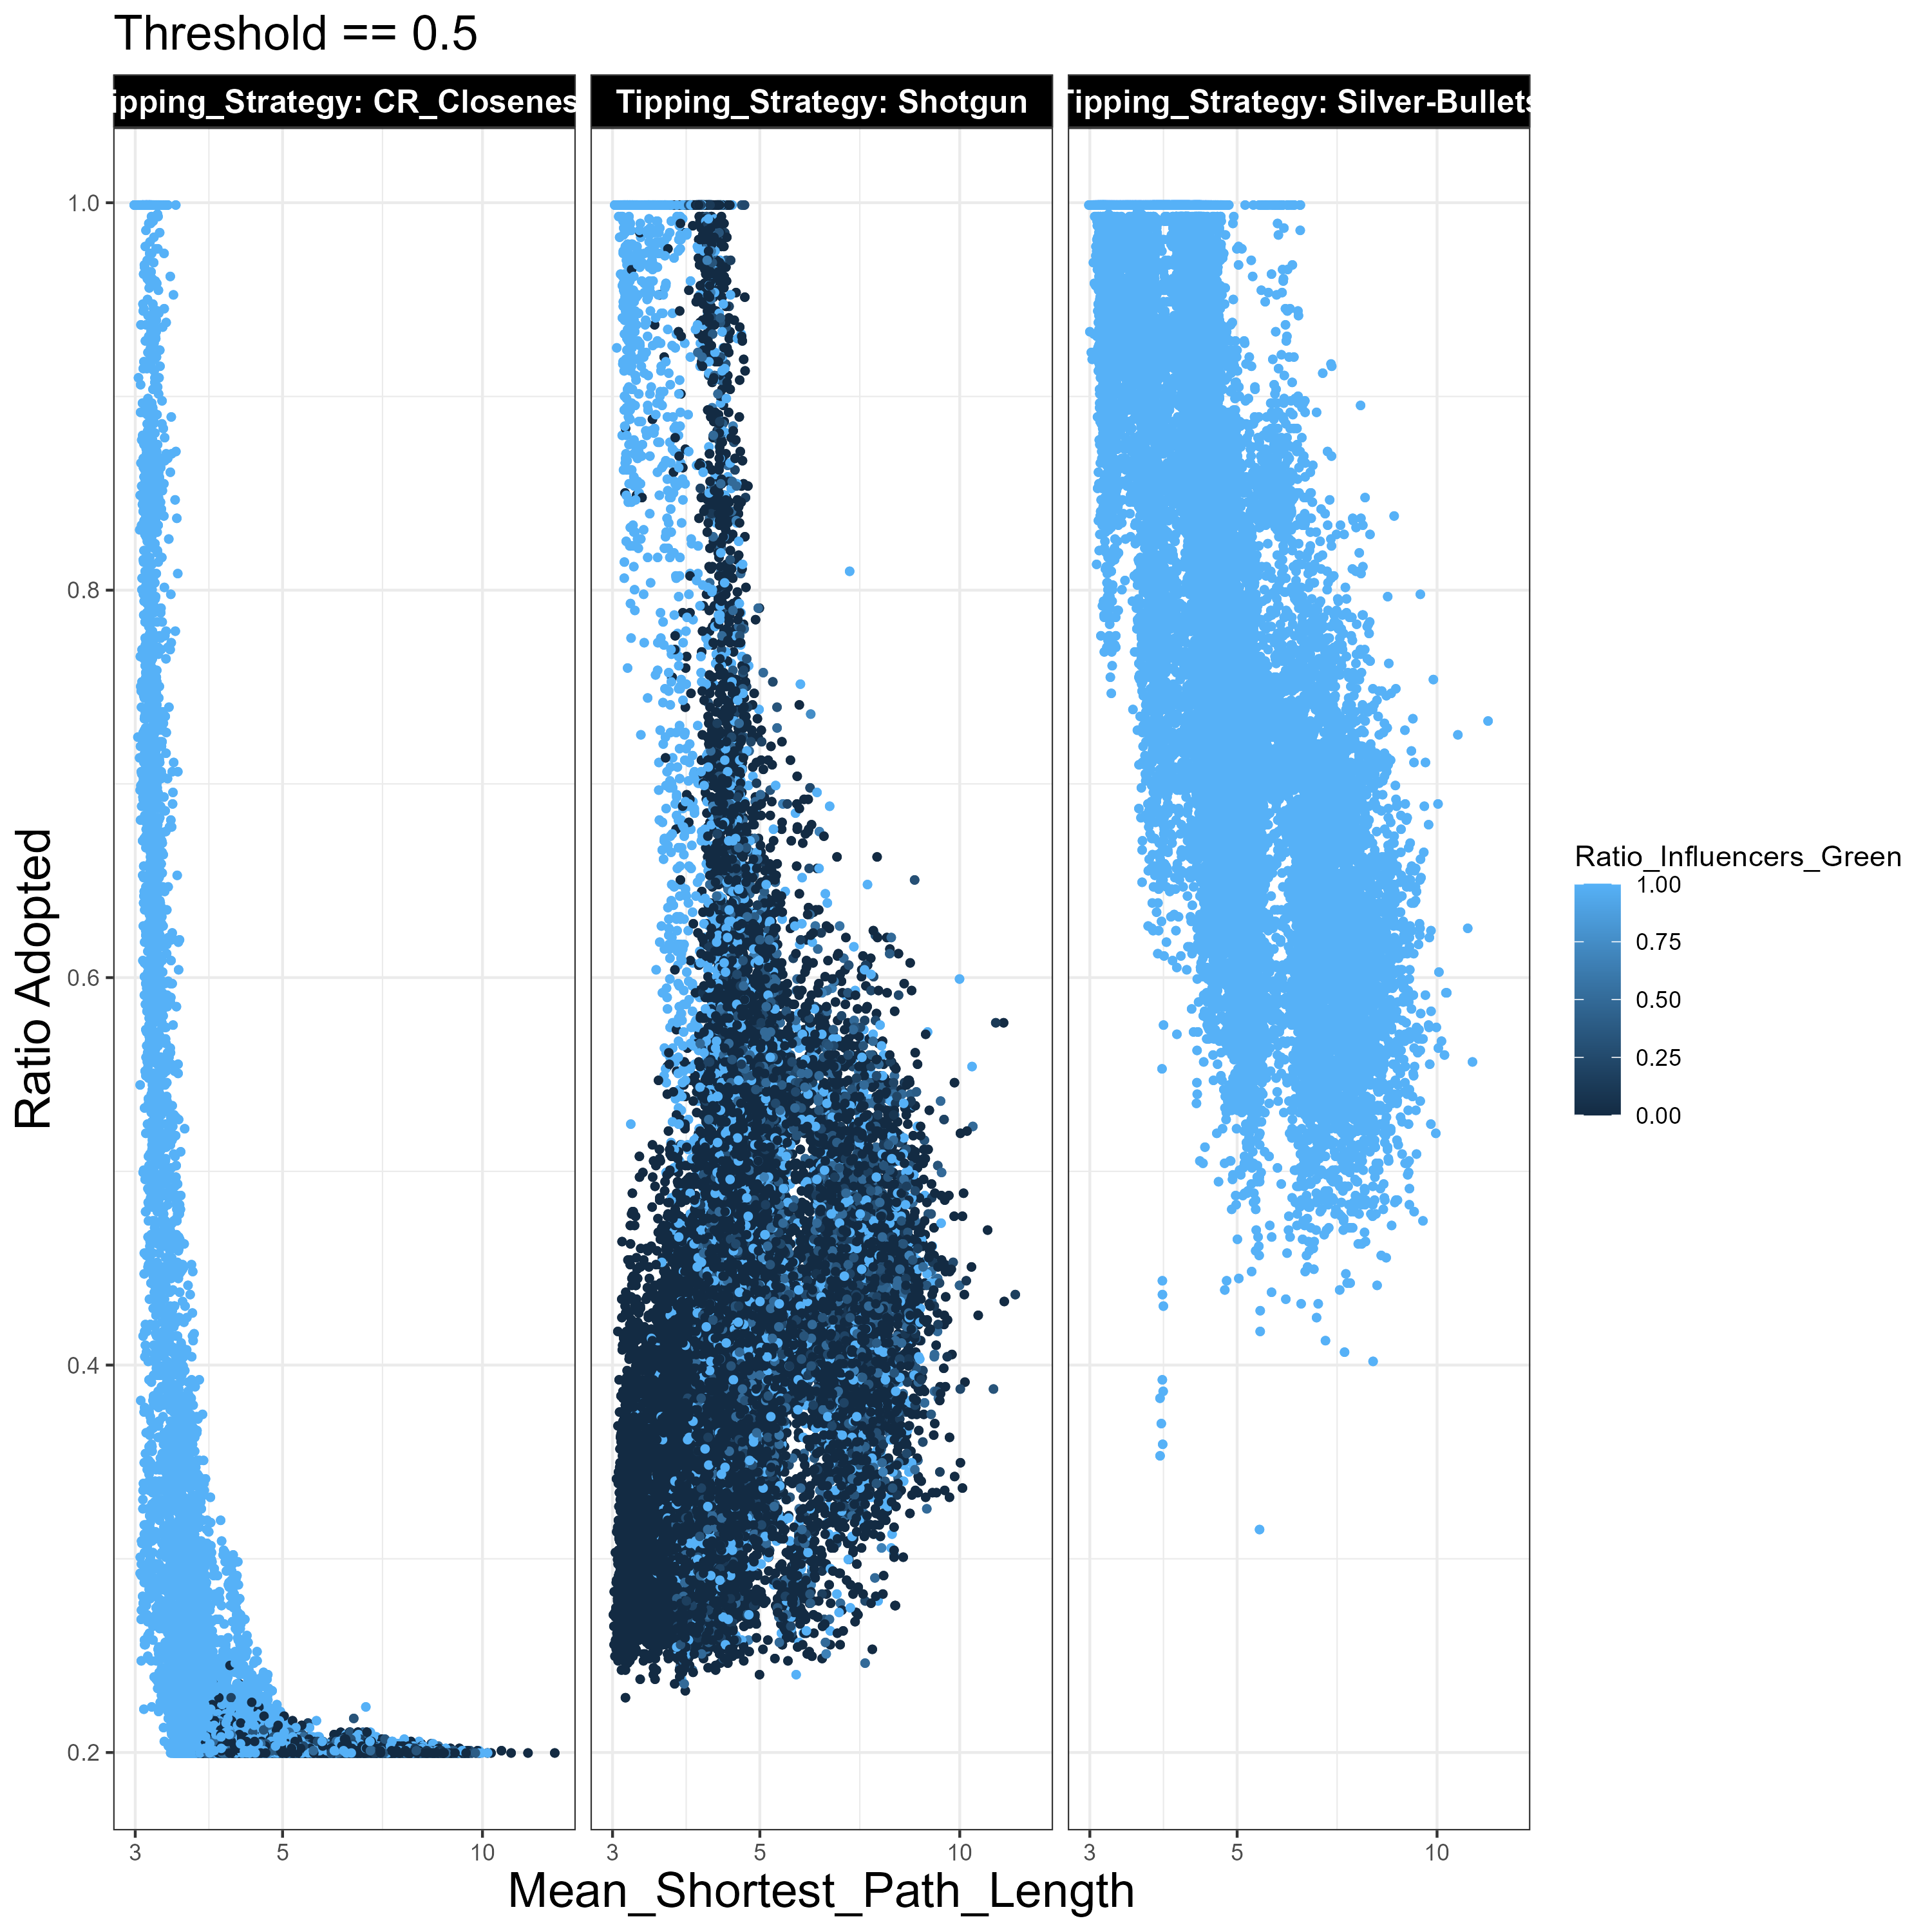 Threshold == 0.5
ipping_Strategy: CR_Closenes
Tipping_Strategy: Shotgun
Tipping_Strategy: Silver-Bullets
1.0
0.8
0.6
0.4
0.2
Ratio Adopted
3 5 10
3 5 10
3 5 10
Mean_Shortest_Path_Length
Ratio_Influencers_Green
1.00
0.75
0.50
0.25
0.00